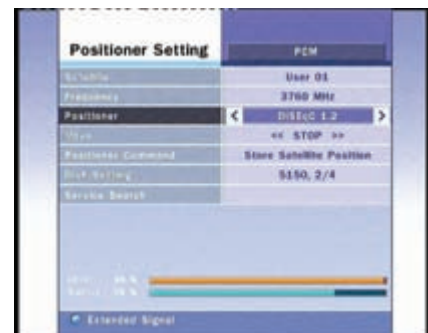 Positioner Setting
PCM
Satellite
User 01
Frequency
3760 MHz
Positioner
< DiSEqC 1.2 >
Move
<< STOP >>
Positioner Command
Store Satellite Position
Dish Setting
5150, 2/4
Service Search
Extended Signal